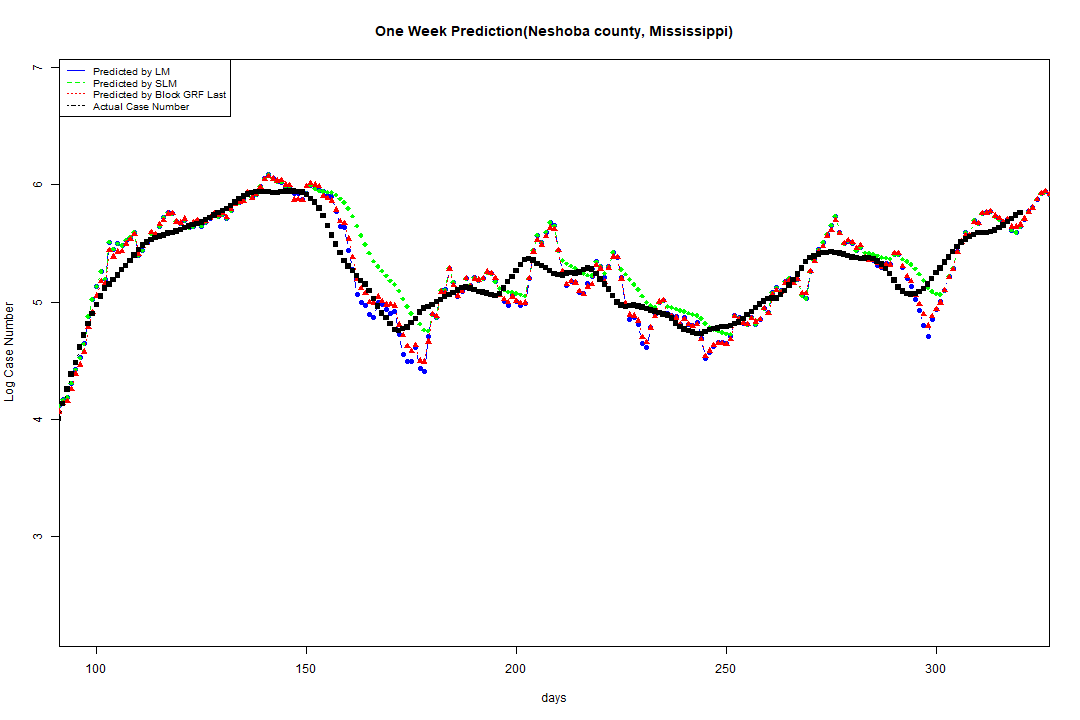 One Week Prediction(Neshoba county, Mississippi)
Predicted by LM
Predicted by SLM
Predicted by Block GRF Last
Actual Case Number
7
6
5
4
3
Log Case Number
100 150 200 250 300
days